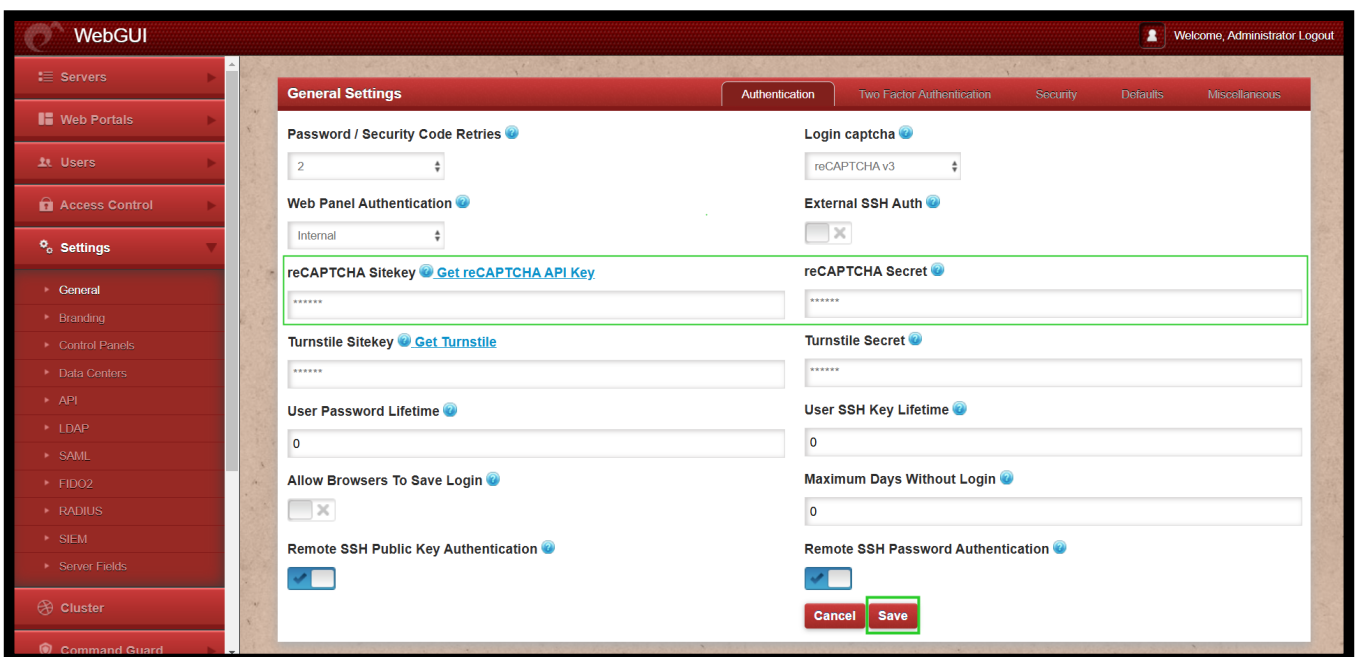 WebGUI
Welcome, Administrator Logout
Servers
Web Portals
Users
Access Control
Settings
General
Branding
Control Panels
Data Centers
API
LDAP
SAML
FIDO2
RADIUS
SIEM
Server Fields
Cluster
Command Guard
General Settings
Authentication Two Factor Authentication Security Defaults Miscellaneous
Password / Security Code Retries ? Login captcha ?
2 reCAPTCHA v3
Web Panel Authentication ? External SSH Auth ?
Internal
reCAPTCHA Sitekey ? Get reCAPTCHA API Key reCAPTCHA Secret ?
****** ******
Turnstile Sitekey ? Get Turnstile Turnstile Secret ?
****** ******
User Password Lifetime ? User SSH Key Lifetime ?
0 0
Allow Browsers To Save Login ? Maximum Days Without Login ?
0
Remote SSH Public Key Authentication ? Remote SSH Password Authentication ?
Cancel Save